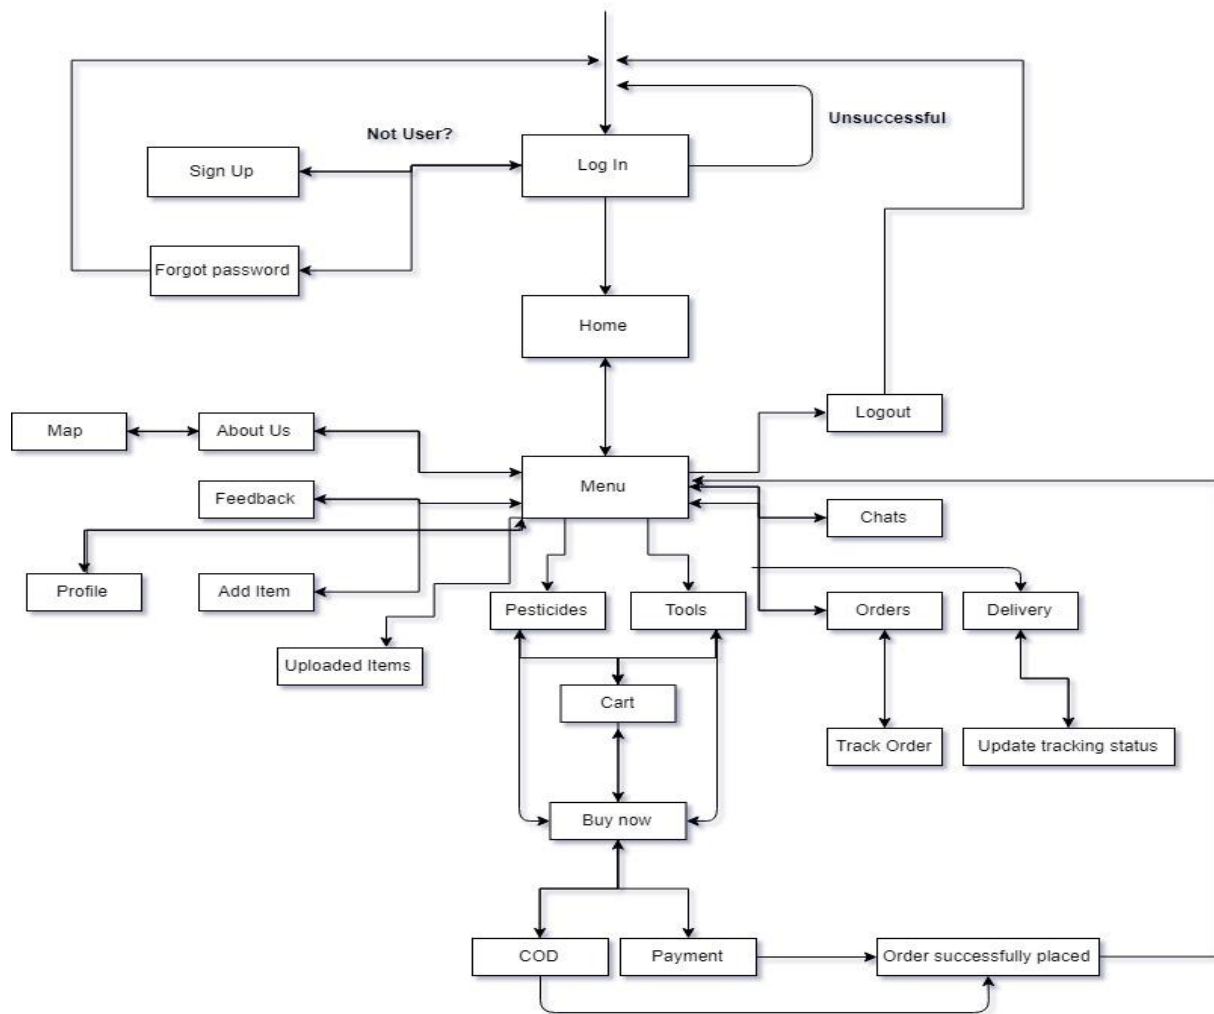 Unsuccessful
Not User?
Sign Up
Log In
Forgot password
Home
Logout
Map
About Us
Menu
Feedback
Chats
Profile
Add Item
Pesticides
Tools
Orders
Delivery
Uploaded Items
Cart
Track Order
Update tracking status
Buy now
COD
Payment
Order successfully placed